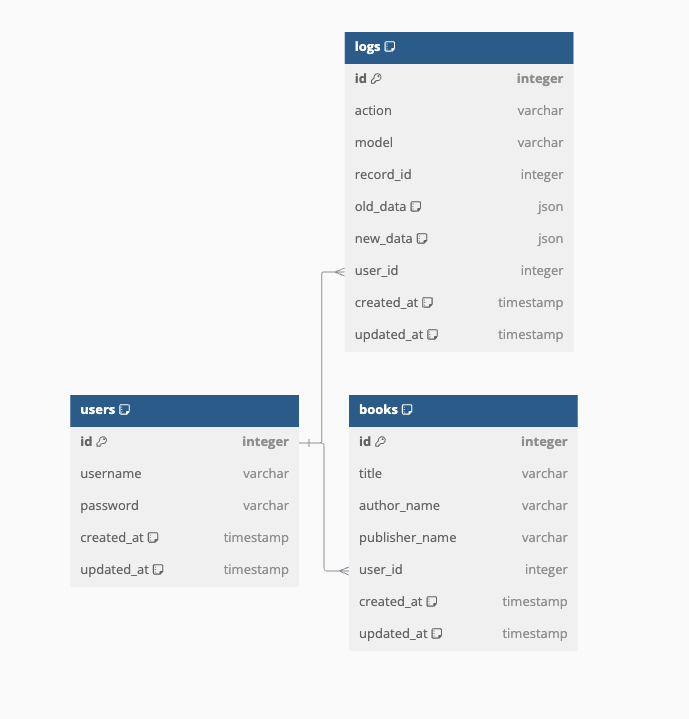 logs
id integer
action varchar
model varchar
record_id integer
old_data json
new_data json
user_id integer
created_at timestamp
updated_at timestamp
users
id integer
username varchar
password varchar
created_at timestamp
updated_at timestamp
books
id integer
title varchar
author_name varchar
publisher_name varchar
user_id integer
created_at timestamp
updated_at timestamp